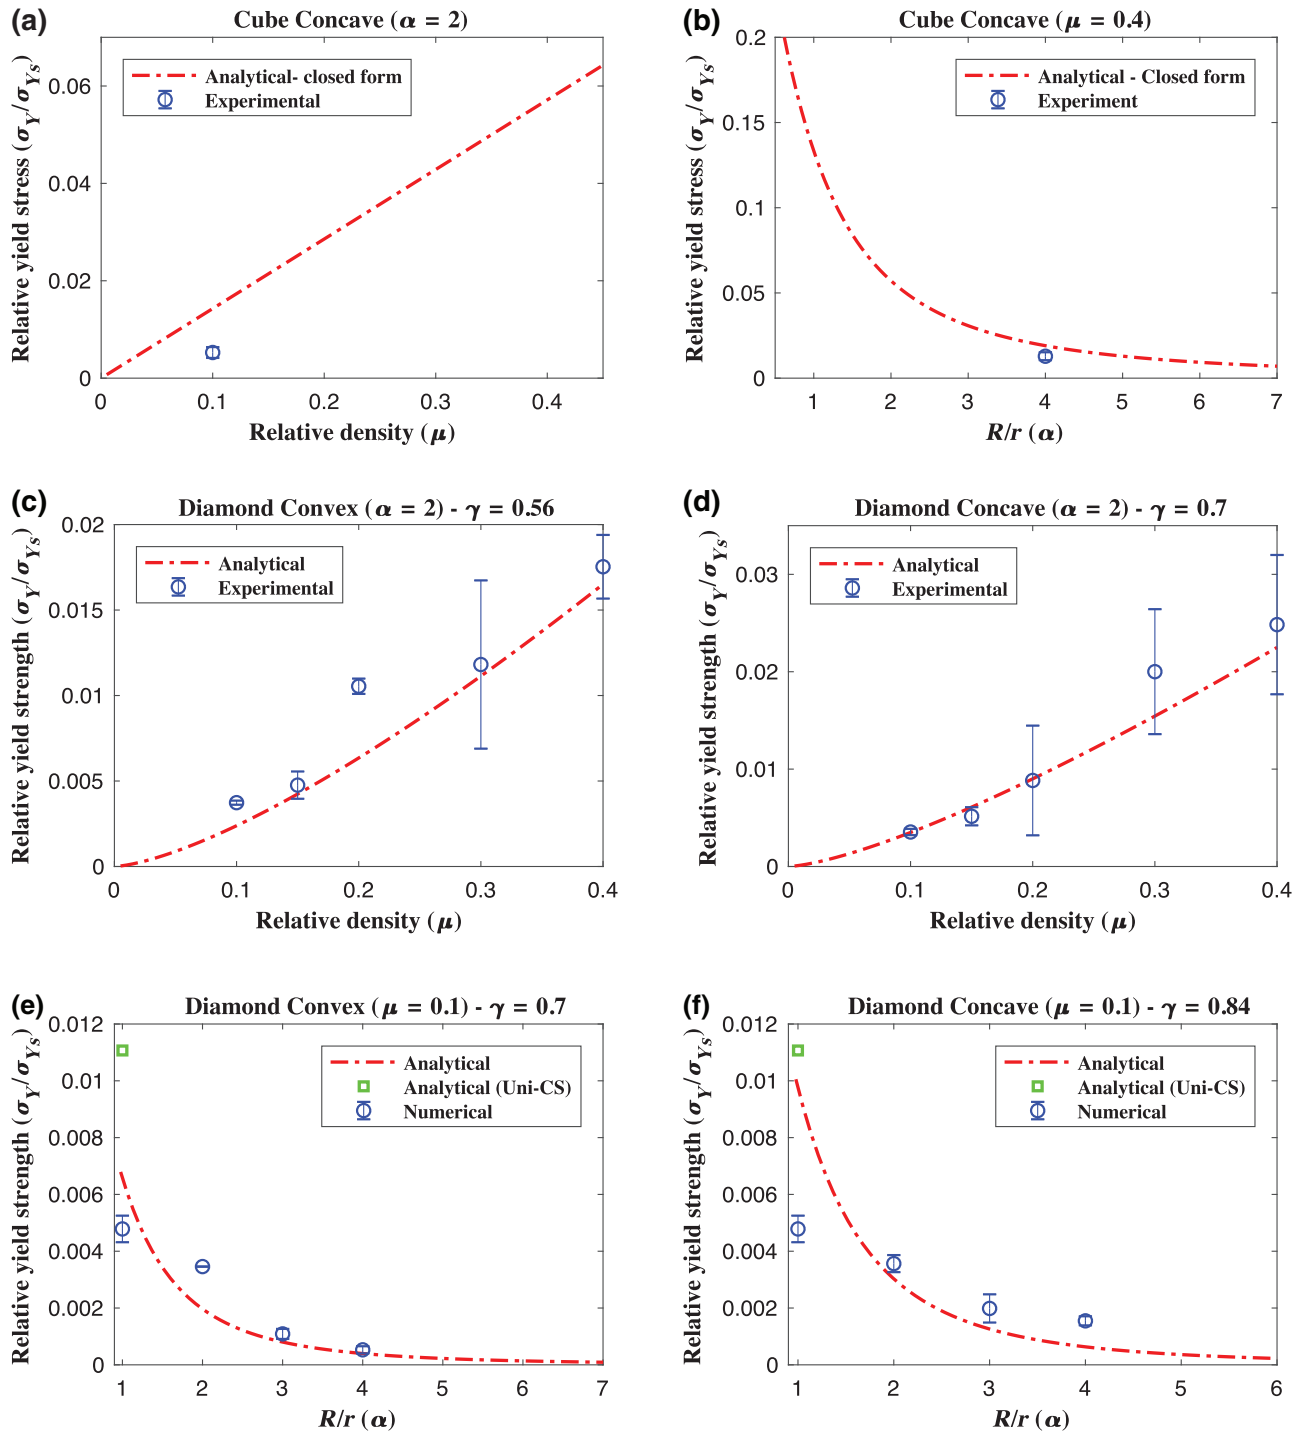 (a)
Cube Concave (α = 2)
Relative yield stress (σY/σYs)
0.06
0.04
0.02
0
Analytical- closed form
Experimental
0 0.1 0.2 0.3 0.4
Relative density (μ)
(b)
Cube Concave (μ = 0.4)
Relative yield stress (σY/σYs)
0.2
0.15
0.1
0.05
0
Analytical - Closed form
Experiment
1 2 3 4 5 6 7
R/r (α)
(c)
Diamond Convex (α = 2) - γ = 0.56
Relative yield strength (σY/σYs)
0.02
0.015
0.01
0.005
0
Analytical
Experimental
0 0.1 0.2 0.3 0.4
Relative density (μ)
(d)
Diamond Concave (α = 2) - γ = 0.7
Relative yield strength (σY/σYs)
0.03
0.02
0.01
0
Analytical
Experimental
0 0.1 0.2 0.3 0.4
Relative density (μ)
(e)
Diamond Convex (μ = 0.1) - γ = 0.7
Relative yield strength (σY/σYs)
0.012
0.01
0.008
0.006
0.004
0.002
0
Analytical
Analytical (Uni-CS)
Numerical
1 2 3 4 5 6 7
R/r (α)
(f)
Diamond Concave (μ = 0.1) - γ = 0.84
Relative yield strength (σY/σYs)
0.012
0.01
0.008
0.006
0.004
0.002
0
Analytical
Analytical (Uni-CS)
Numerical
1 2 3 4 5 6
R/r (α)